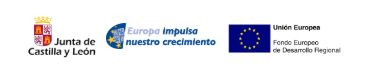 Junta de
Castilla y León
Europa impulsa
nuestro crecimiento
Unión Europea
Fondo Europeo
de Desarrollo Regional